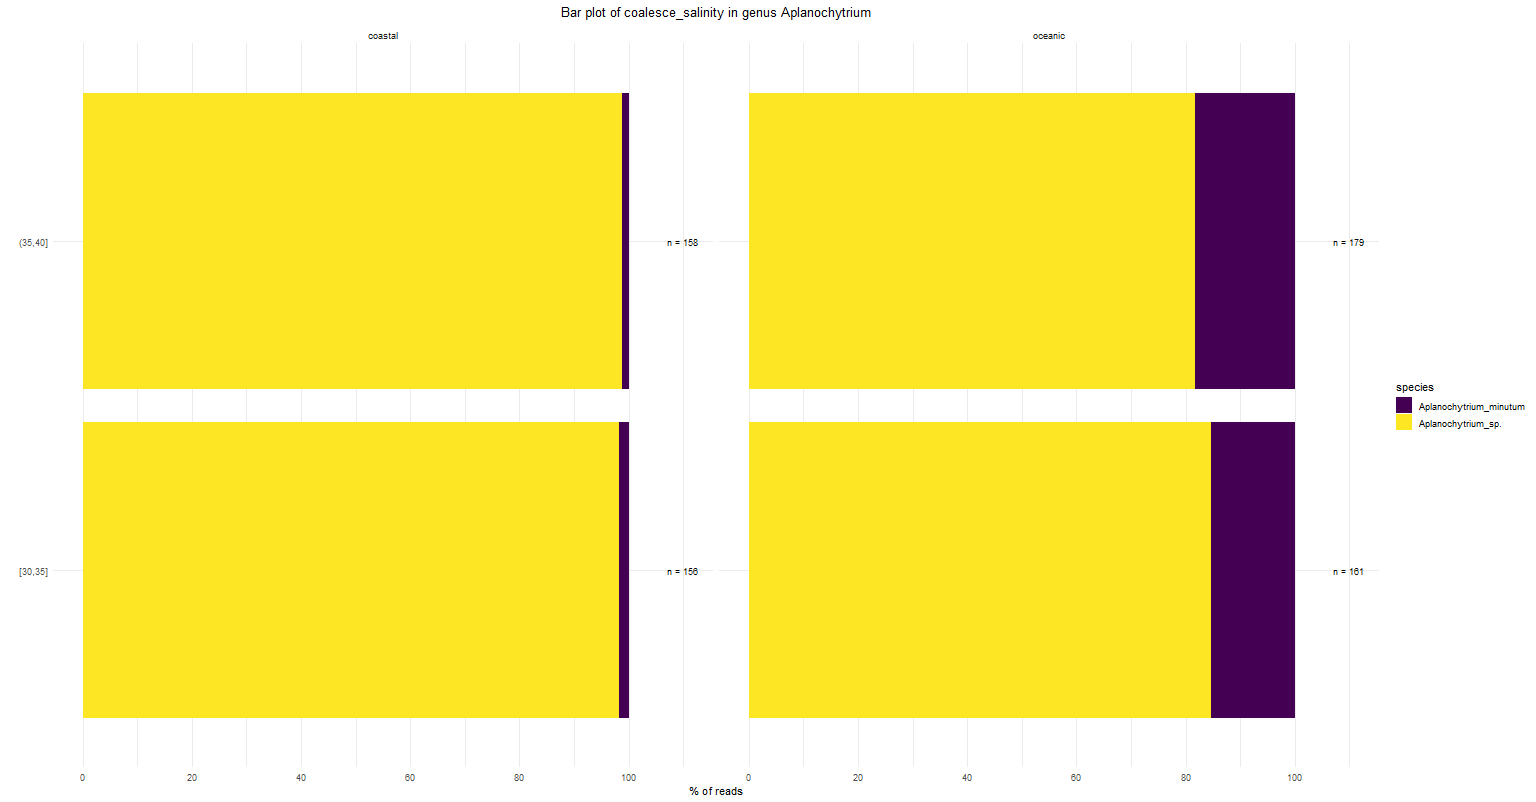 Bar plot of coalesce_salinity in genus Aplanochytrium
coastal
oceanic
(35,40]
n = 158
n = 179
[30,35]
n = 156
n = 161
species
Aplanochytrium_minutum
Aplanochytrium_sp.
0 20 40 60 80 100
0 20 40 60 80 100
% of reads